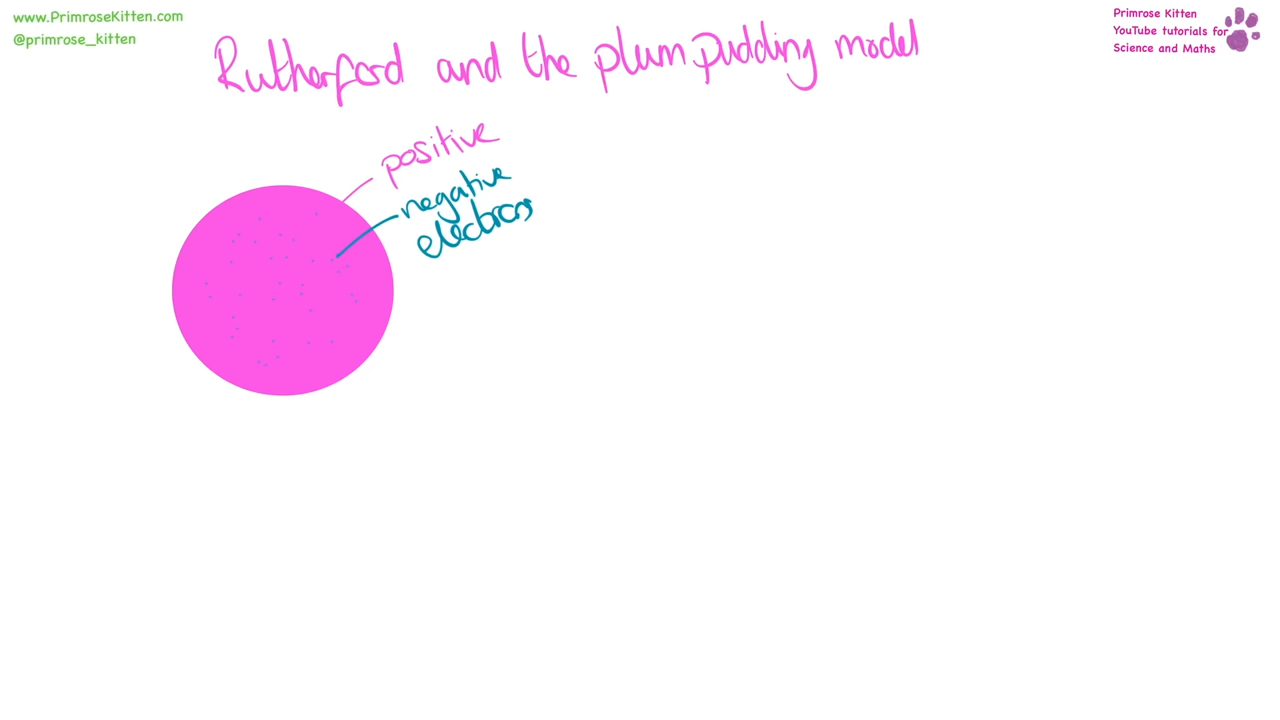 www.PrimroseKitten.com
@primrose_kitten
Primrose Kitten
YouTube tutorials for
Science and Maths
Rutherford and the plum pudding model
positive
negative
electrons